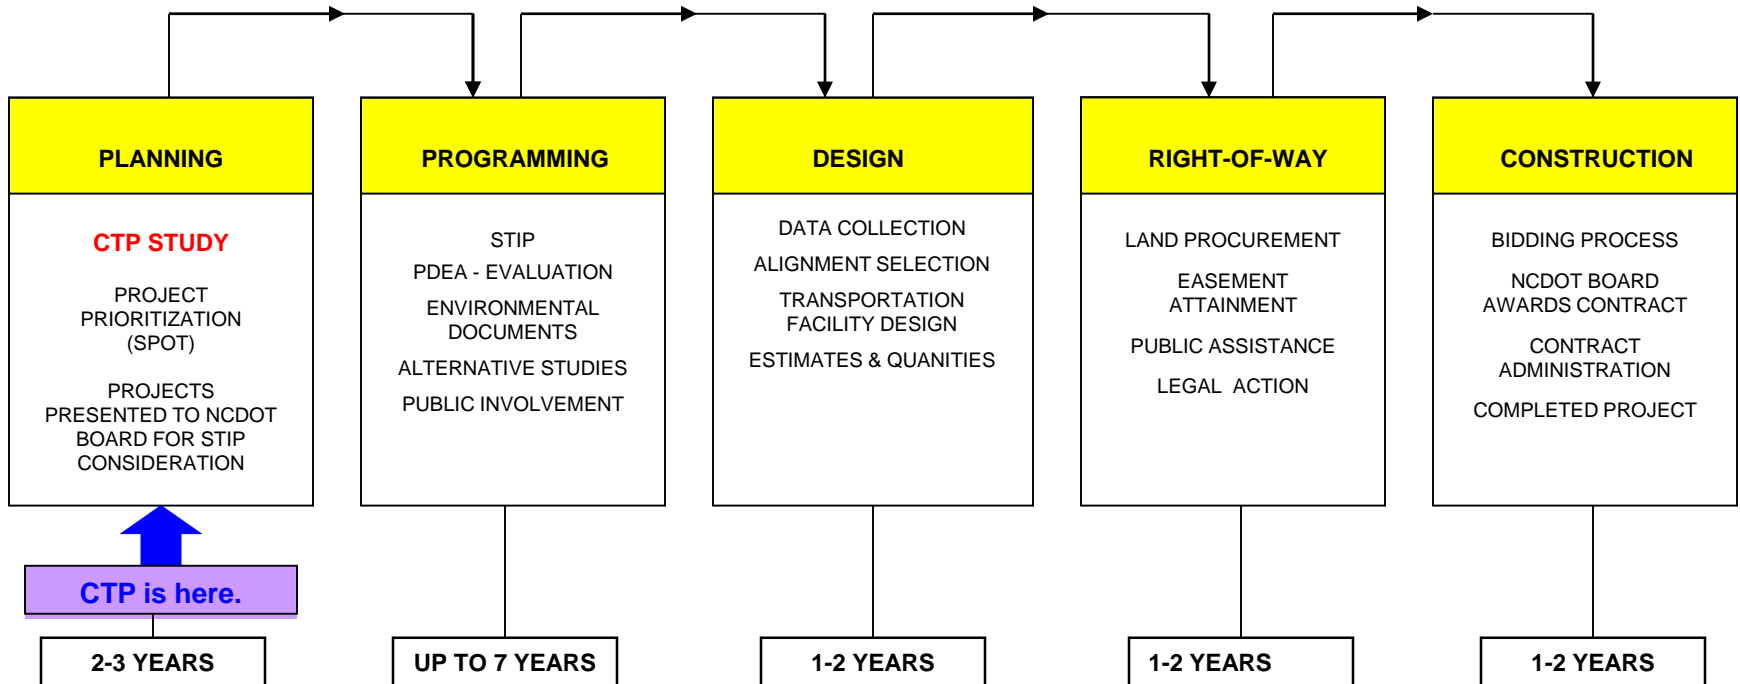 PLANNING
CTP STUDY
PROJECT
PRIORITIZATION
(SPOT)
PROJECTS
PRESENTED TO NCDOT
BOARD FOR STIP
CONSIDERATION
CTP is here.
2-3 YEARS
PROGRAMMING
STIP
PDEA - EVALUATION
ENVIRONMENTAL
DOCUMENTS
ALTERNATIVE STUDIES
PUBLIC INVOLVEMENT
UP TO 7 YEARS
DESIGN
DATA COLLECTION
ALIGNMENT SELECTION
TRANSPORTATION
FACILITY DESIGN
ESTIMATES & QUANITIES
1-2 YEARS
RIGHT-OF-WAY
LAND PROCUREMENT
EASEMENT
ATTAINMENT
PUBLIC ASSISTANCE
LEGAL ACTION
1-2 YEARS
CONSTRUCTION
BIDDING PROCESS
NCDOT BOARD
AWARDS CONTRACT
CONTRACT
ADMINISTRATION
COMPLETED PROJECT
1-2 YEARS